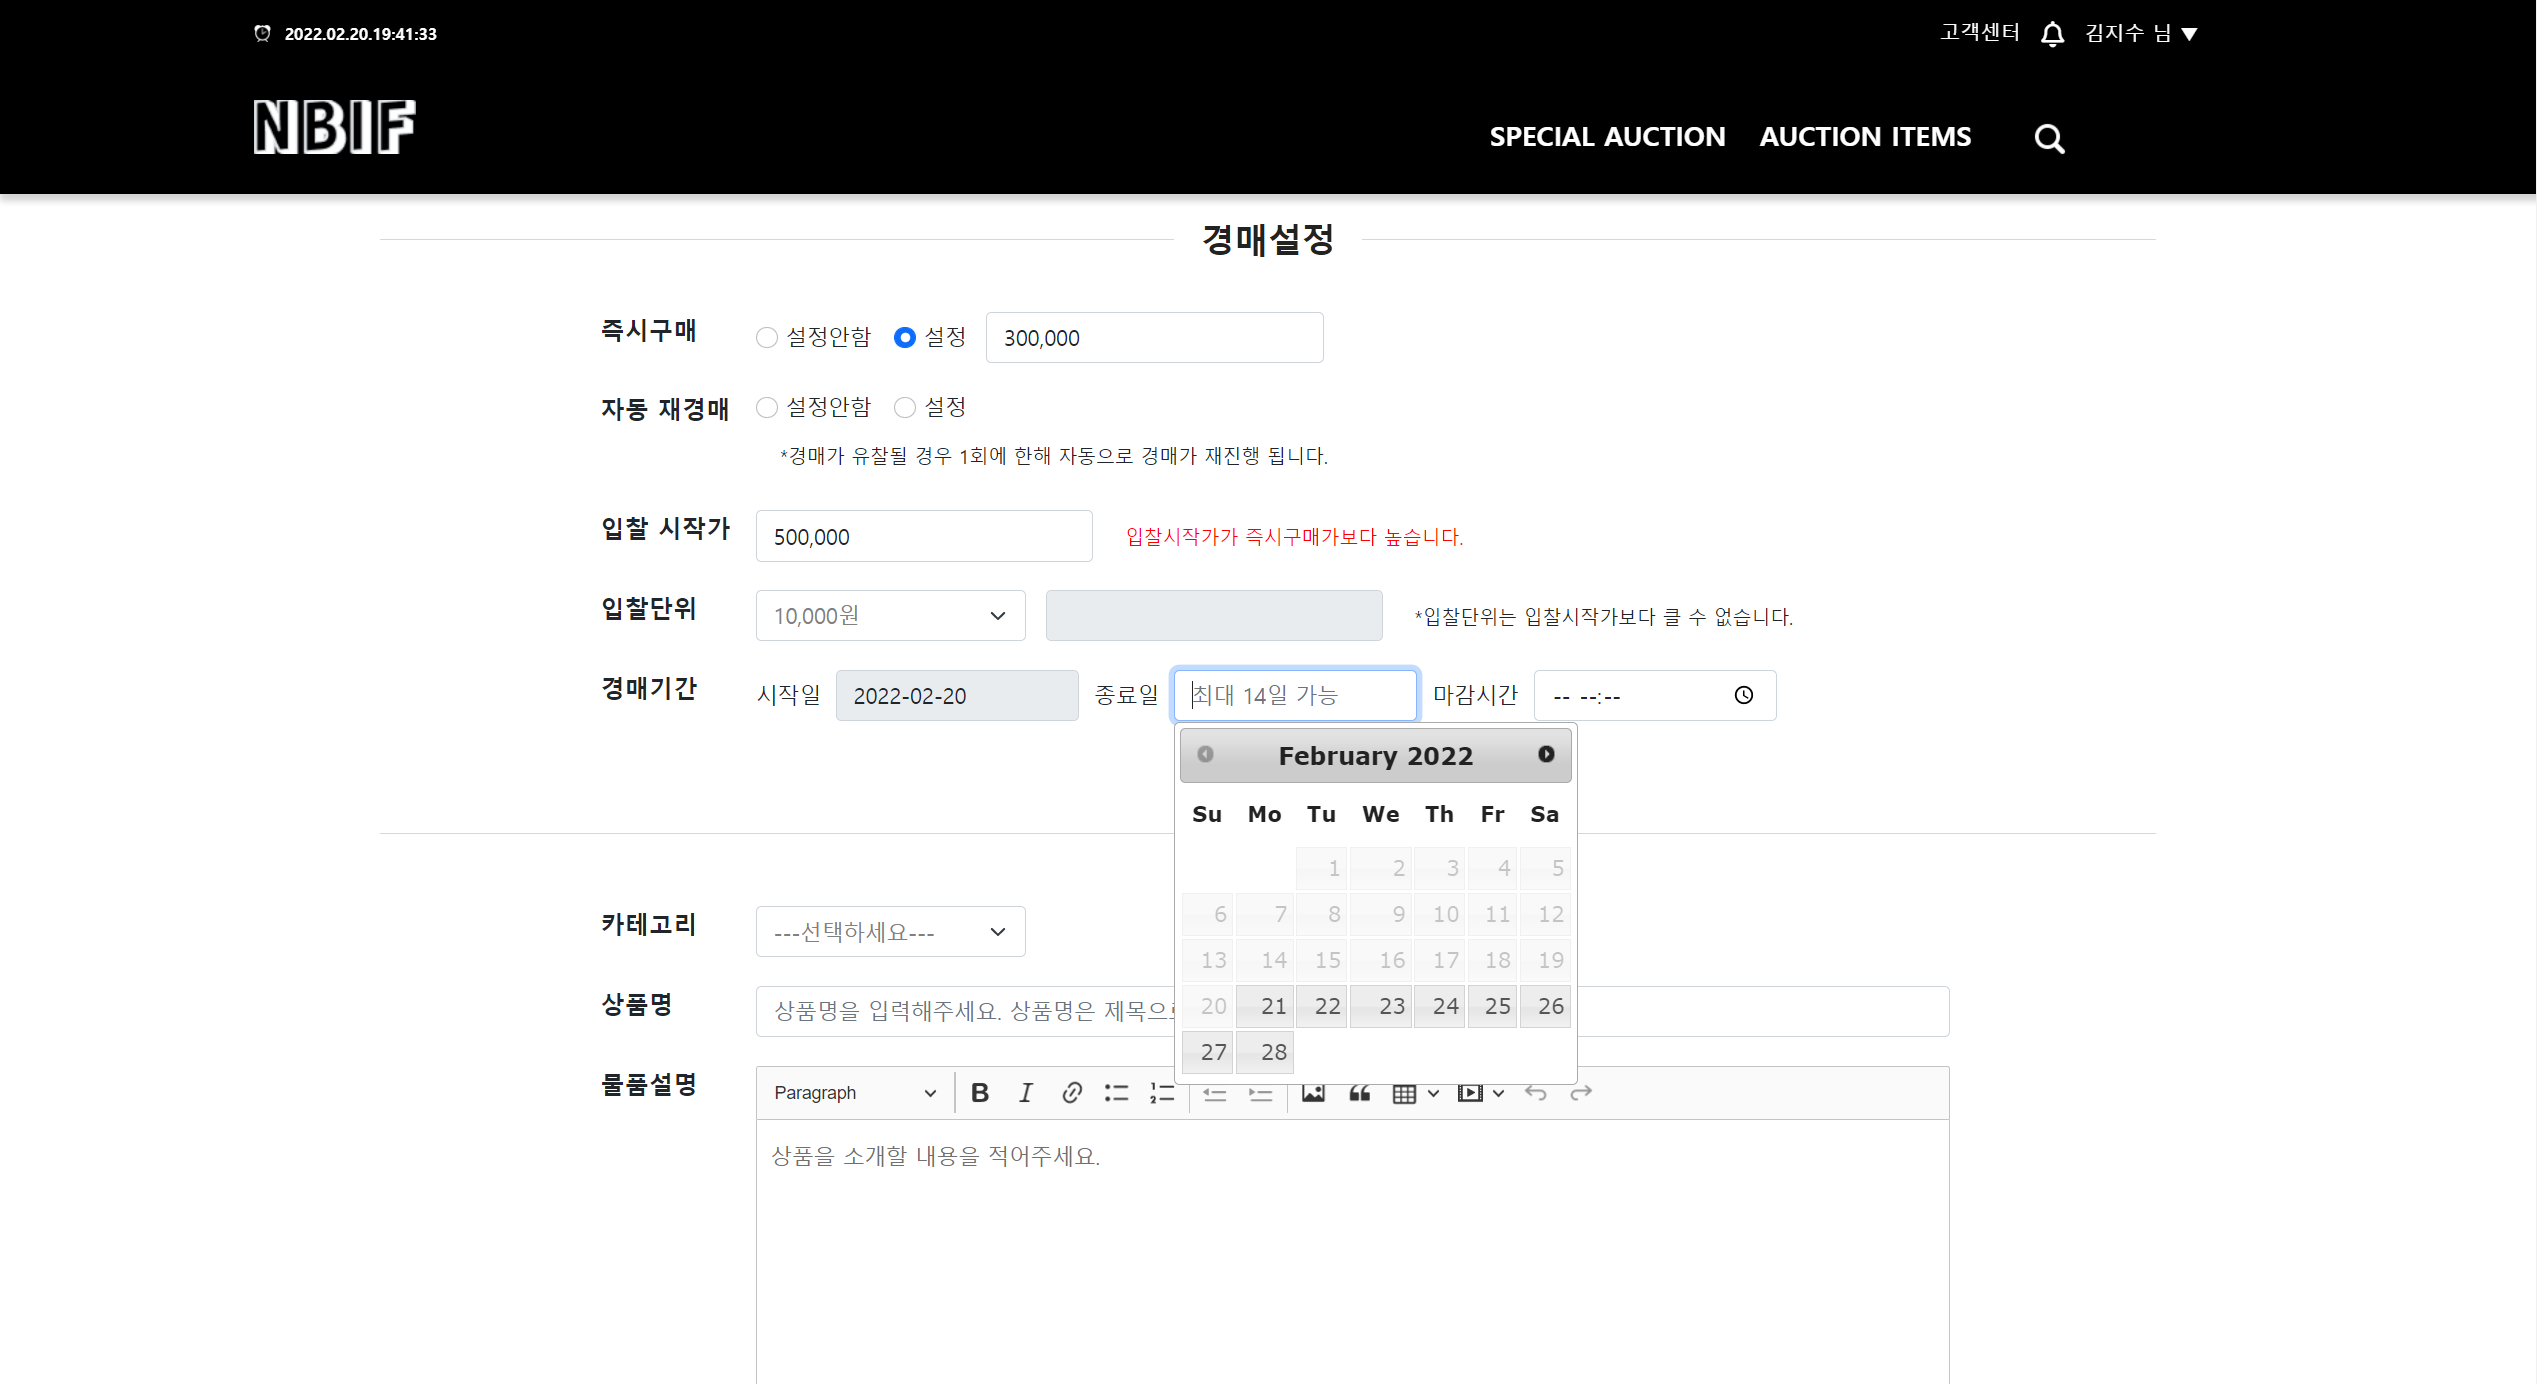 2022.02.20.19:41:33
고객센터 김지수 님 ▼
NBIF
SPECIAL AUCTION AUCTION ITEMS
경매설정
즉시구매 설정안함 설정 300,000
자동 재경매 설정안함 설정
*경매가 유찰될 경우 1회에 한해 자동으로 경매가 재진행 됩니다.
입찰 시작가 500,000 입찰시작가가 즉시구매가보다 높습니다.
입찰단위 10,000원 *입찰단위는 입찰시작가보다 클 수 없습니다.
경매기간 시작일 2022-02-20 종료일 최대 14일 가능 마감시간 -- --:--
February 2022
Su Mo Tu We Th Fr Sa
1 2 3 4 5
6 7 8 9 10 11 12
13 14 15 16 17 18 19
20 21 22 23 24 25 26
27 28
카테고리 ---선택하세요---
상품명 상품명을 입력해주세요. 상품명은
물품설명 Paragraph B I
상품을 소개할 내용을 적어주세요.